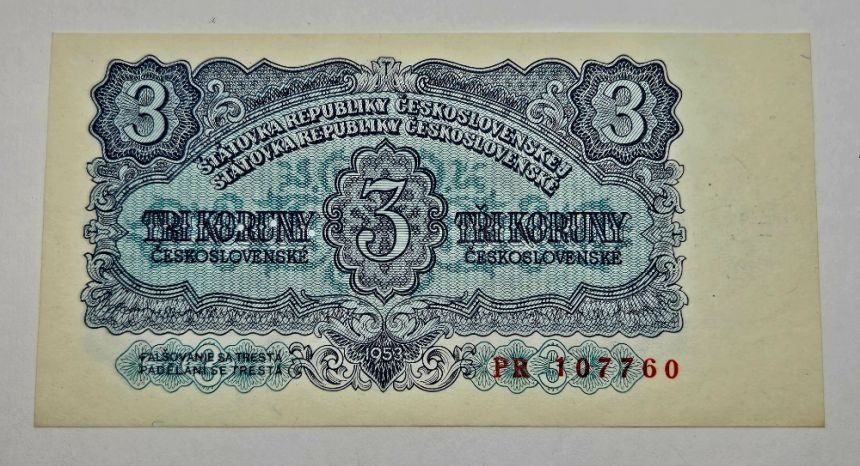 3 3
ŠTÁTOVKA REPUBLIKY ČESKOSLOVENSKEJ
STÁTOVKA REPUBLIKY ČESKOSLOVENSKÉ
TRI KORUNY 3 TŘI KORUNY
ČESKOSLOVENSKÉ ČESKOSLOVENSKÉ
FALŠOVANIE SA TRESTÁ
PADĚLÁNÍ SE TRESTÁ
1953
PR 107760